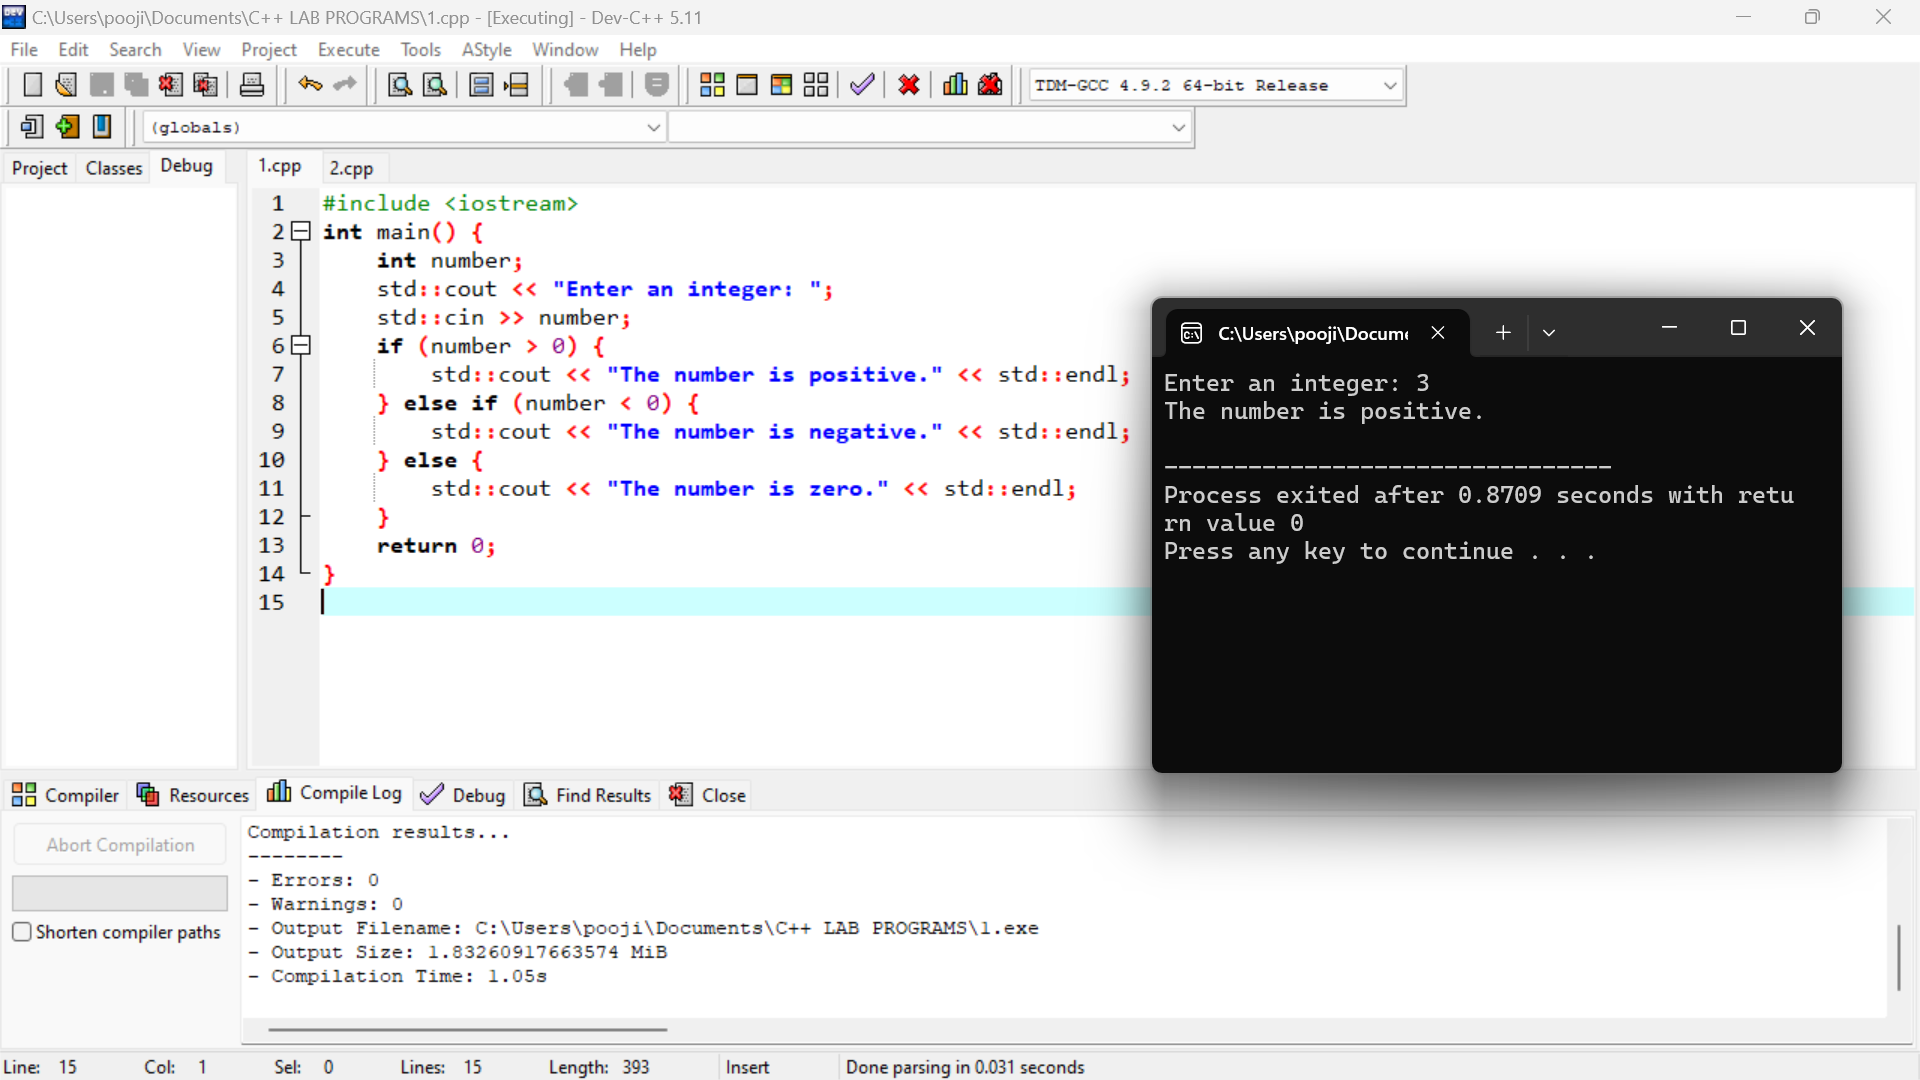 C:\Users\pooji\Documents\C++ LAB PROGRAMS\1.cpp - [Executing] - Dev-C++ 5.11
File Edit Search View Project Execute Tools AStyle Window Help
TDM-GCC 4.9.2 64-bit Release
(globals)
Project Classes Debug 1.cpp 2.cpp
1 #include <iostream>
2 int main() {
3 int number;
4 std::cout << "Enter an integer: ";
5 std::cin >> number;
6 if (number > 0) {
7 std::cout << "The number is positive." << std::endl;
8 } else if (number < 0) {
9 std::cout << "The number is negative." << std::endl;
10 } else {
11 std::cout << "The number is zero." << std::endl;
12 }
13 return 0;
14 }
15
C:\Users\pooji\Docume
Enter an integer: 3
The number is positive.
--------------------------------
Process exited after 0.8709 seconds with retu
rn value 0
Press any key to continue . . .
Compiler Resources Compile Log Debug Find Results Close
Abort Compilation
Shorten compiler paths
Compilation results...
--------
- Errors: 0
- Warnings: 0
- Output Filename: C:\Users\pooji\Documents\C++ LAB PROGRAMS\1.exe
- Output Size: 1.83260917663574 MiB
- Compilation Time: 1.05s
Line: 15 Col: 1 Sel: 0 Lines: 15 Length: 393 Insert Done parsing in 0.031 seconds